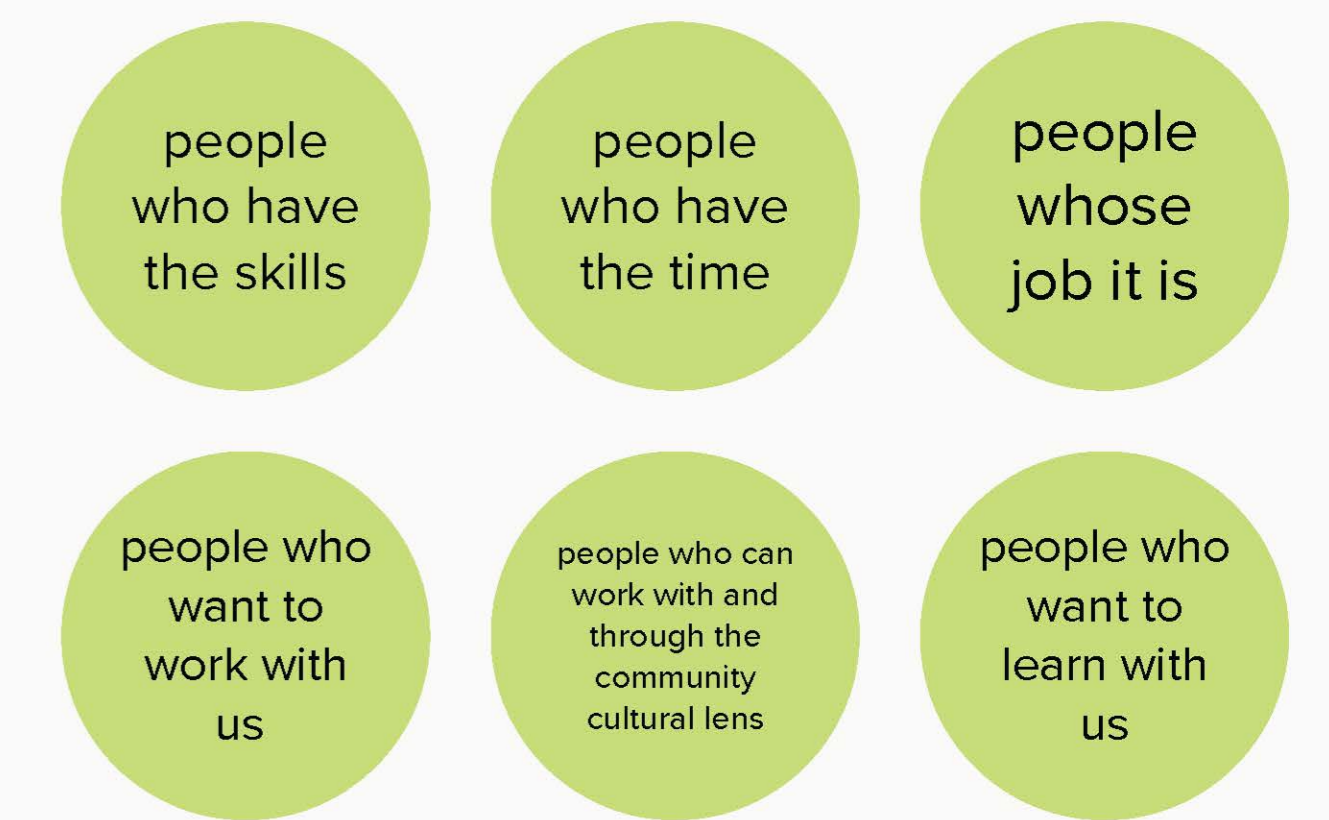 people
who have
the skills
people
who have
the time
people
whose
job it is
people who
want to
work with
us
people who can
work with and
through the
community
cultural lens
people who
want to
learn with
us